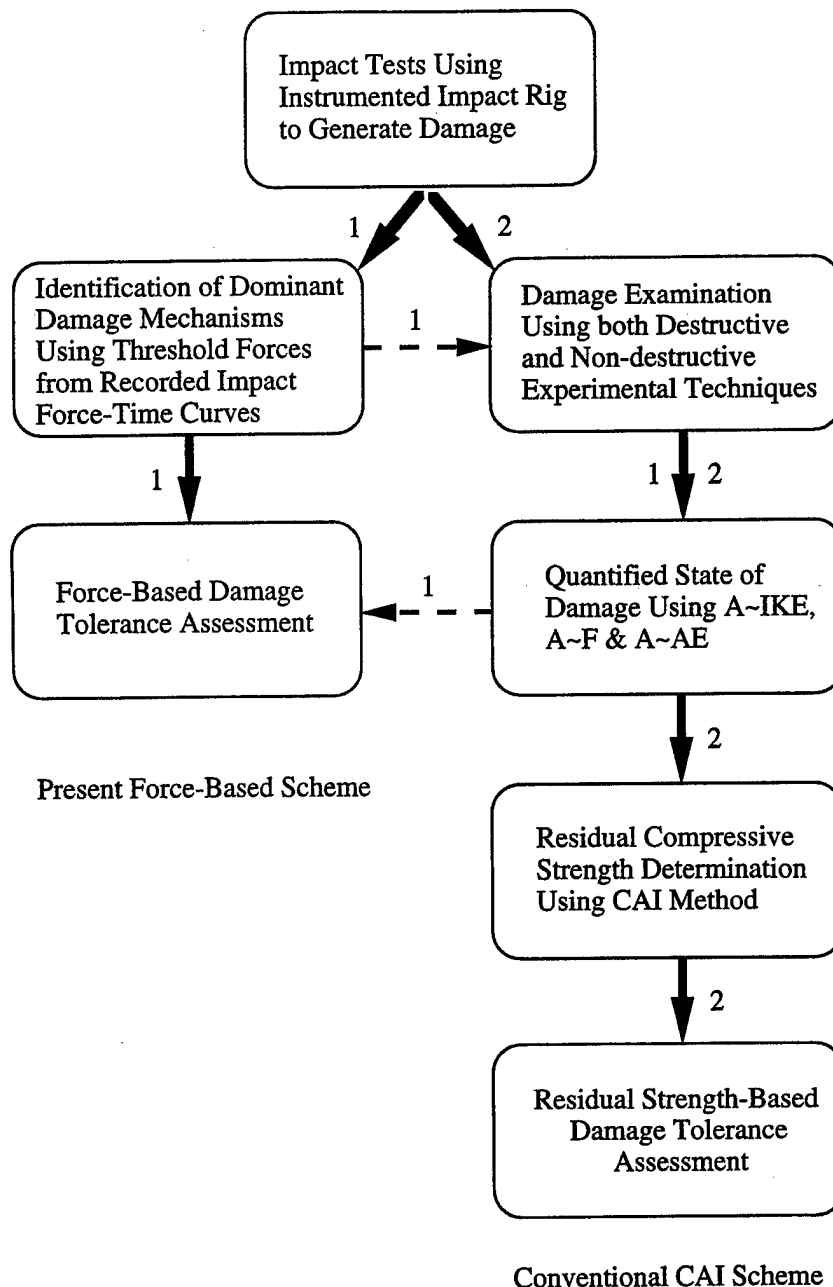 Impact Tests Using
Instrumented Impact Rig
to Generate Damage
1
2
Identification of Dominant
Damage Mechanisms
Using Threshold Forces
from Recorded Impact
Force-Time Curves
1
Damage Examination
Using both Destructive
and Non-destructive
Experimental Techniques
1
1
2
Force-Based Damage
Tolerance Assessment
1
Quantified State of
Damage Using A~IKE,
A~F & A~AE
2
Present Force-Based Scheme
Residual Compressive
Strength Determination
Using CAI Method
2
Residual Strength-Based
Damage Tolerance
Assessment
Conventional CAI Scheme